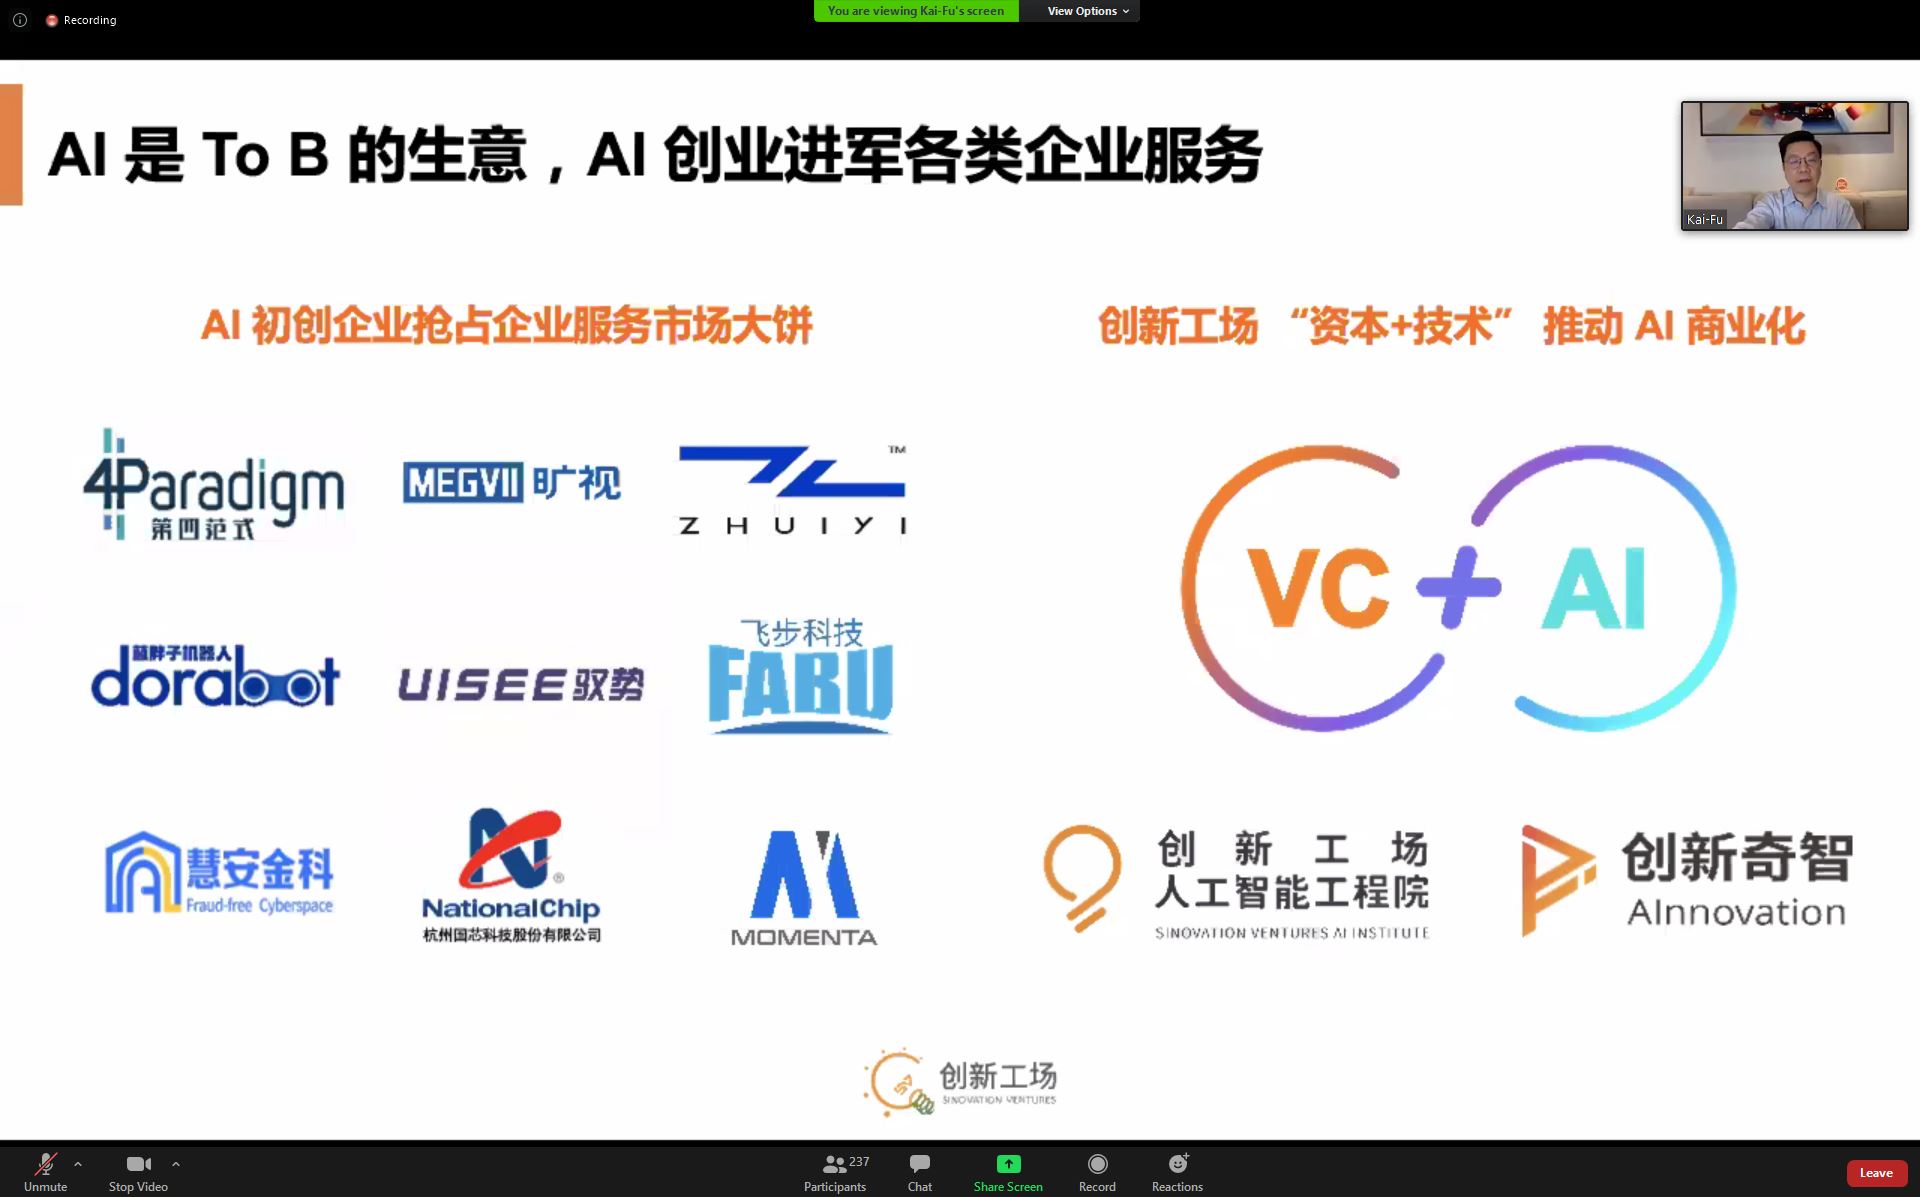 Recording
You are viewing Kai-Fu's screen
View Options
AI 是 To B 的生意，AI 创业进军各类企业服务
Kai-Fu
AI 初创企业抢占企业服务市场大饼
创新工场 “资本+技术” 推动 AI 商业化
4Paradigm
第四范式
MEGVII 旷视
TM
ZHUIYI
VC + AI
蓝胖子机器人
dorabot
UISEE 驭势
飞步科技
FABU
慧安金科
Fraud-free Cyberspace
®
NationalChip
杭州国芯科技股份有限公司
MOMENTA
创新工场
人工智能工程院
SINOVATION VENTURES AI INSTITUTE
创新奇智
AInnovation
创新工场
SINOVATION VENTURES
Unmute
Stop Video
237
Participants
Chat
Share Screen
Record
Reactions
Leave